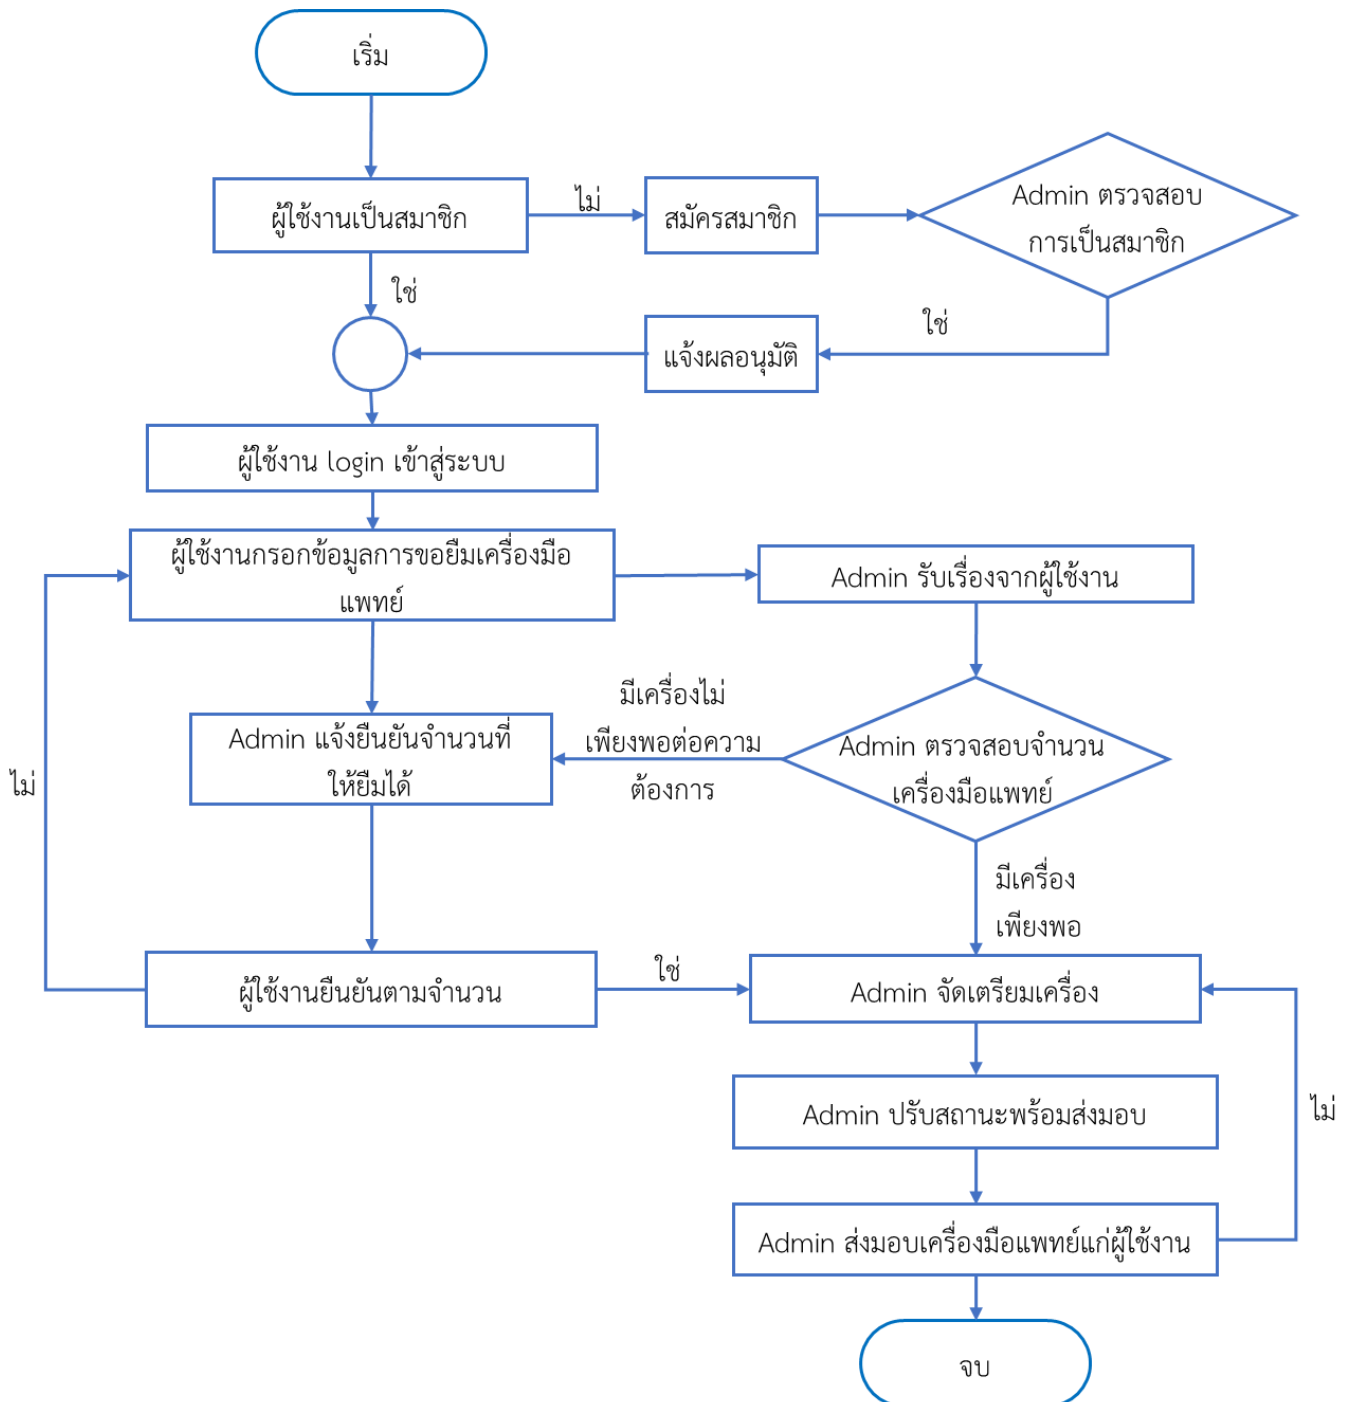 เริ่ม
ผู้ใช้งานเป็นสมาชิก
ไม่
สมัครสมาชิก
Admin ตรวจสอบ
การเป็นสมาชิก
ใช่
ใช่
แจ้งผลอนุมัติ
ผู้ใช้งาน login เข้าสู่ระบบ
ผู้ใช้งานกรอกข้อมูลการขอยืมเครื่องมือ
แพทย์
Admin รับเรื่องจากผู้ใช้งาน
Admin แจ้งยืนยันจำนวนที่
ให้ยืมได้
มีเครื่องไม่
เพียงพอต่อความ
ต้องการ
Admin ตรวจสอบจำนวน
เครื่องมือแพทย์
ไม่
มีเครื่อง
เพียงพอ
ผู้ใช้งานยืนยันตามจำนวน
ใช่
Admin จัดเตรียมเครื่อง
Admin ปรับสถานะพร้อมส่งมอบ
ไม่
Admin ส่งมอบเครื่องมือแพทย์แก่ผู้ใช้งาน
จบ